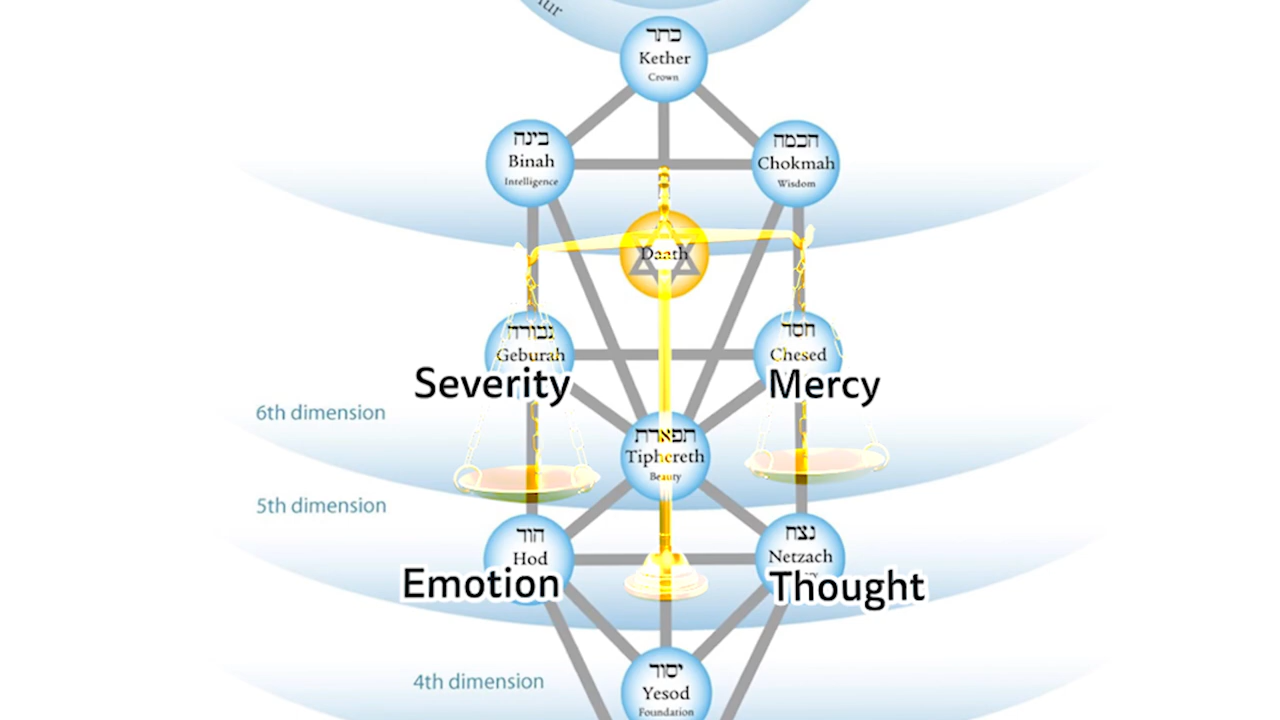 כתר
Kether
Crown
בינה
Binah
Intelligence
חכמה
Chokmah
Wisdom
Daath
גבורה
Geburah
Severity
חסד
Chesed
Mercy
6th dimension
תפארת
Tiphereth
Beauty
5th dimension
הוד
Hod
Emotion
נצח
Netzach
Thought
4th dimension
יסוד
Yesod
Foundation